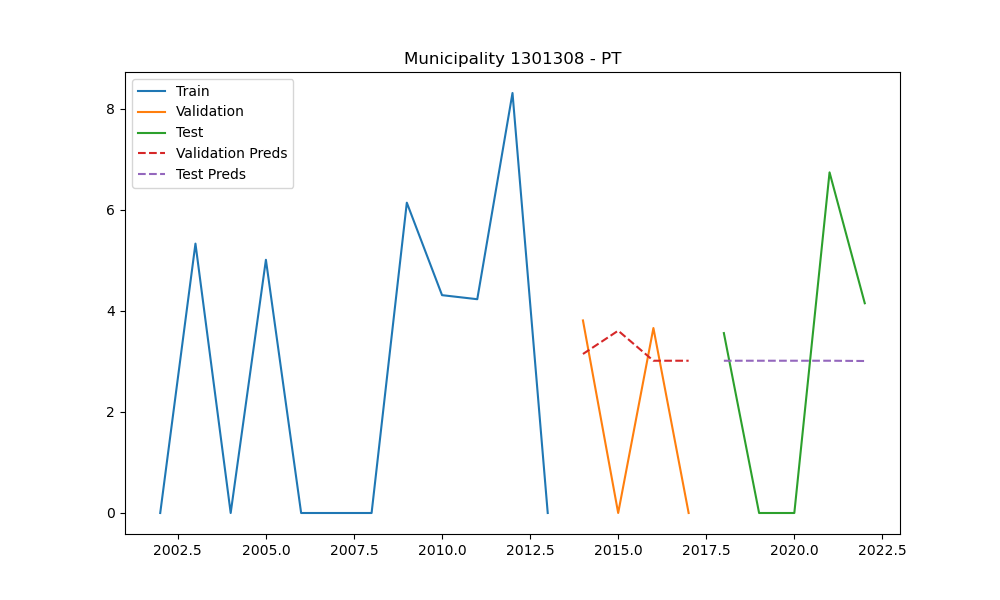 Municipality 1301308 - PT
Train
Validation
Test
Validation Preds
Test Preds
8
6
4
2
0
2002.5 2005.0 2007.5 2010.0 2012.5 2015.0 2017.5 2020.0 2022.5